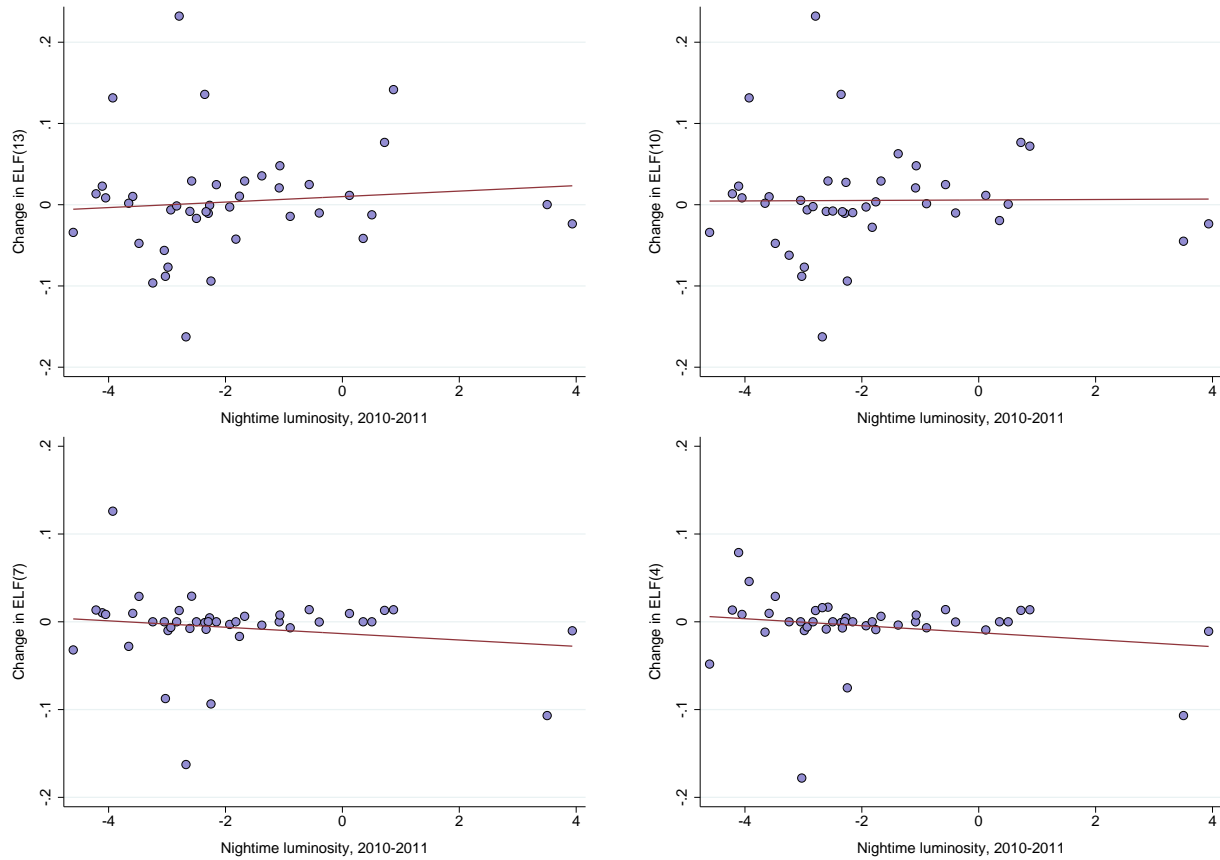 .2
.1
0
-.1
-.2
Change in ELF(13)
-4 -2 0 2 4
Nightime luminosity, 2010-2011
.2
.1
0
-.1
-.2
Change in ELF(10)
-4 -2 0 2 4
Nightime luminosity, 2010-2011
.2
.1
0
-.1
-.2
Change in ELF(7)
-4 -2 0 2 4
Nightime luminosity, 2010-2011
.2
.1
0
-.1
-.2
Change in ELF(4)
-4 -2 0 2 4
Nightime luminosity, 2010-2011